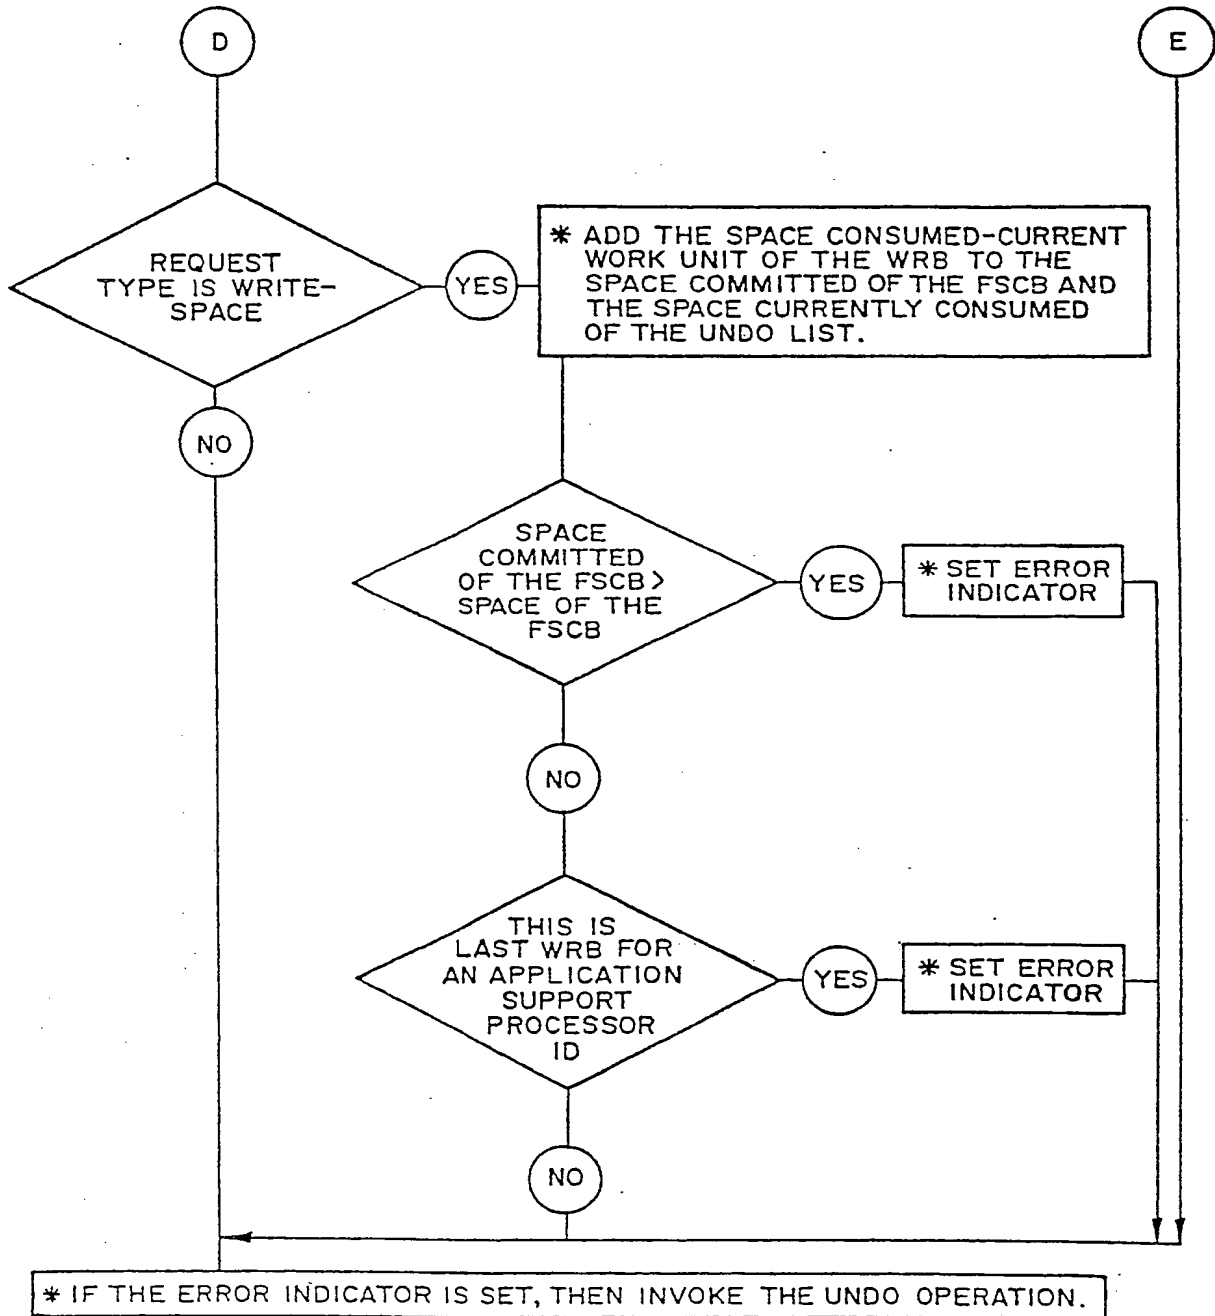 D
E
REQUEST
TYPE IS WRITE-
SPACE
YES
* ADD THE SPACE CONSUMED-CURRENT
WORK UNIT OF THE WRB TO THE
SPACE COMMITTED OF THE FSCB AND
THE SPACE CURRENTLY CONSUMED
OF THE UNDO LIST.
NO
SPACE
COMMITTED
OF THE FSCB >
SPACE OF THE
FSCB
YES
* SET ERROR
INDICATOR
NO
THIS IS
LAST WRB FOR
AN APPLICATION
SUPPORT
PROCESSOR
ID
YES
* SET ERROR
INDICATOR
NO
* IF THE ERROR INDICATOR IS SET, THEN INVOKE THE UNDO OPERATION.